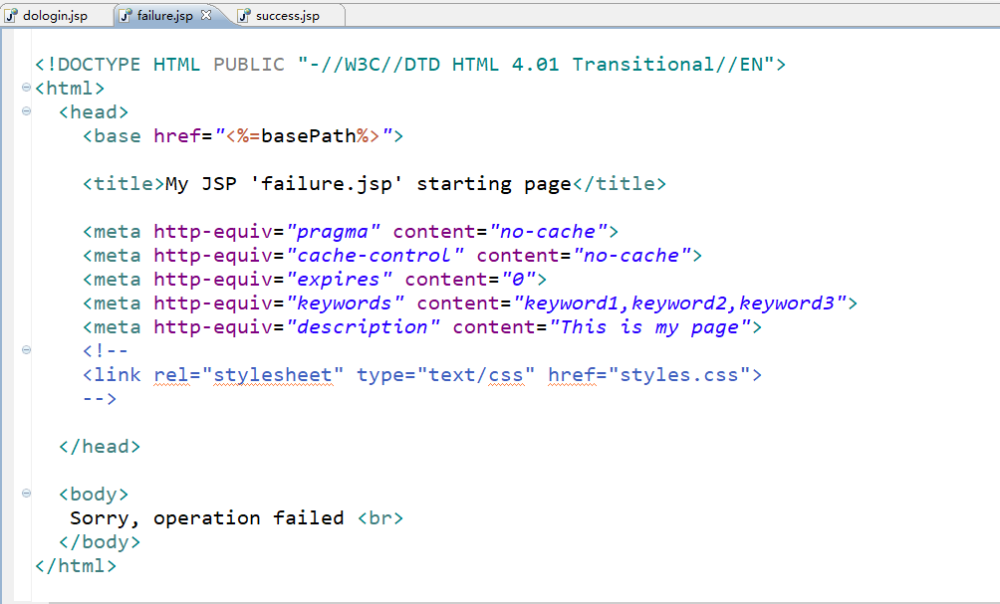 dologin.jsp failure.jsp success.jsp
<!DOCTYPE HTML PUBLIC "-//W3C//DTD HTML 4.01 Transitional//EN">
<html>
  <head>
    <base href="<%=basePath%>">
    <title>My JSP 'failure.jsp' starting page</title>
    <meta http-equiv="pragma" content="no-cache">
    <meta http-equiv="cache-control" content="no-cache">
    <meta http-equiv="expires" content="0">
    <meta http-equiv="keywords" content="keyword1,keyword2,keyword3">
    <meta http-equiv="description" content="This is my page">
    <!--
    <link rel="stylesheet" type="text/css" href="styles.css">
    -->
  </head>
  <body>
   Sorry, operation failed <br>
  </body>
</html>